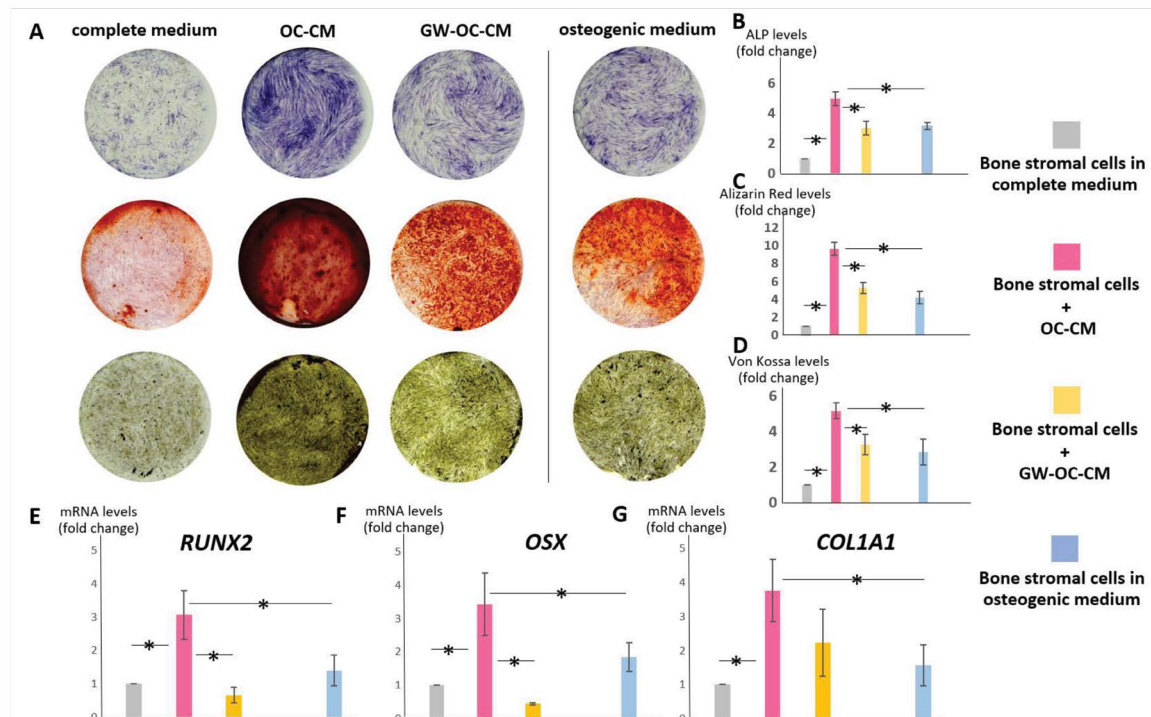 A
complete medium
OC-CM
GW-OC-CM
osteogenic medium
B
ALP levels
(fold change)
6
4
2
0
*
*
*
C
Alizarin Red levels
(fold change)
12
10
8
6
4
2
0
*
*
*
D
Von Kossa levels
(fold change)
6
4
2
0
*
*
*
Bone stromal cells in
complete medium
Bone stromal cells
+
OC-CM
Bone stromal cells
+
GW-OC-CM
Bone stromal cells in
osteogenic medium
E
mRNA levels
(fold change)
RUNX2
5
4
3
2
1
0
*
*
*
F
mRNA levels
(fold change)
OSX
5
4
3
2
1
0
*
*
*
G
mRNA levels
(fold change)
COL1A1
5
4
3
2
1
0
*
*